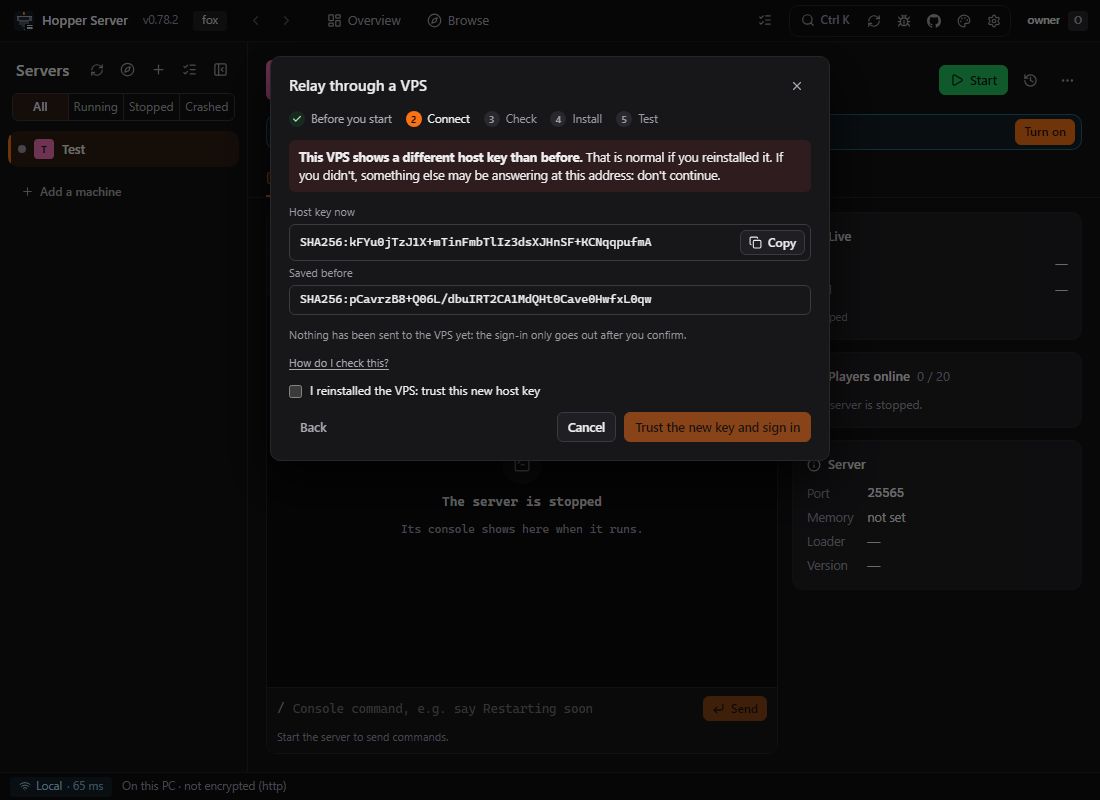 Hopper Server v0.78.2 fox Overview Browse Ctrl K owner O
Servers
All Running Stopped Crashed
T Test
Add a machine
Start
Turn on
Relay through a VPS
Before you start 2 Connect 3 Check 4 Install 5 Test
This VPS shows a different host key than before. That is normal if you reinstalled it. If
you didn't, something else may be answering at this address: don't continue.
Host key now
SHA256:kFYu0jTzJ1X+mTinFmbTlIz3dsXJHnSF+KCNqqpufmA Copy
Saved before
SHA256:pCavrzB8+Q06L/dbuIRT2CA1MdQHt0Cave0HwfxL0qw
Nothing has been sent to the VPS yet: the sign-in only goes out after you confirm.
How do I check this?
I reinstalled the VPS: trust this new host key
Back Cancel Trust the new key and sign in
Live
—
—
Players online 0 / 20
server is stopped.
Server
Port 25565
Memory not set
Loader —
Version —
The server is stopped
Its console shows here when it runs.
/ Console command, e.g. say Restarting soon Send
Start the server to send commands.
Local · 65 ms On this PC · not encrypted (http)